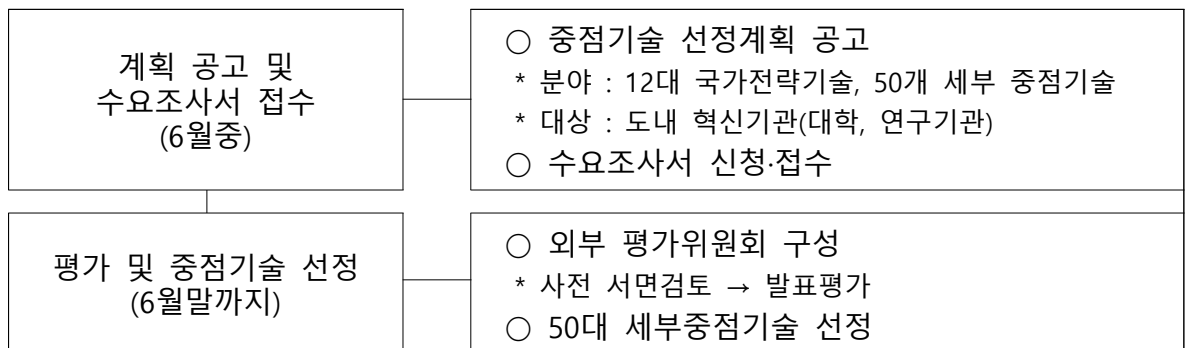 계획 공고 및
수요조사서 접수
(6월중)
○ 중점기술 선정계획 공고
* 분야 : 12대 국가전략기술, 50개 세부 중점기술
* 대상 : 도내 혁신기관(대학, 연구기관)
○ 수요조사서 신청·접수
평가 및 중점기술 선정
(6월말까지)
○ 외부 평가위원회 구성
* 사전 서면검토 → 발표평가
○ 50대 세부중점기술 선정